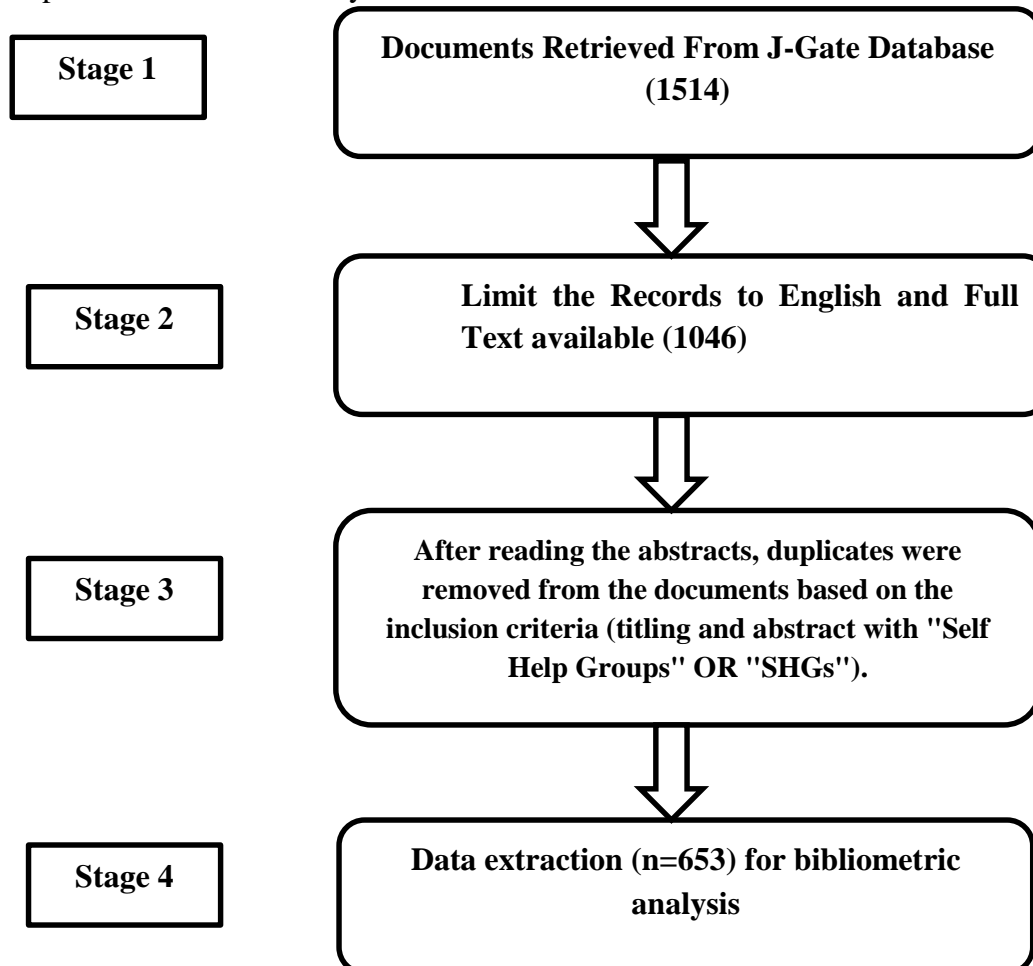 Stage 1
Documents Retrieved From J-Gate Database
(1514)
Stage 2
Limit the Records to English and Full
Text available (1046)
Stage 3
After reading the abstracts, duplicates were
removed from the documents based on the
inclusion criteria (titling and abstract with "Self
Help Groups" OR "SHGs").
Stage 4
Data extraction (n=653) for bibliometric
analysis